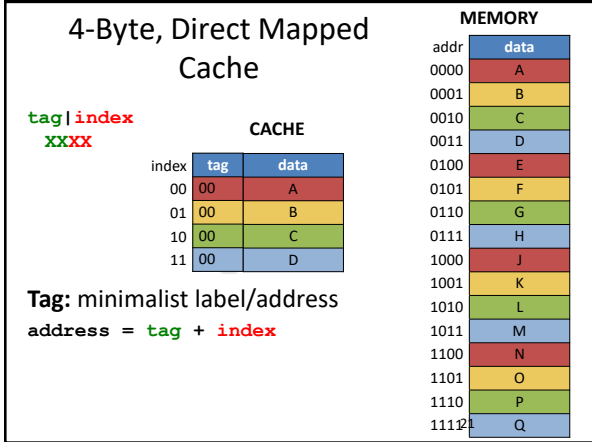 4-Byte, Direct Mapped
Cache
tag|index
XXXX
CACHE
index tag data
00 00 A
01 00 B
10 00 C
11 00 D
Tag: minimalist label/address
address = tag + index
MEMORY
addr data
0000 A
0001 B
0010 C
0011 D
0100 E
0101 F
0110 G
0111 H
1000 J
1001 K
1010 L
1011 M
1100 N
1101 O
1110 P
1111 Q
21